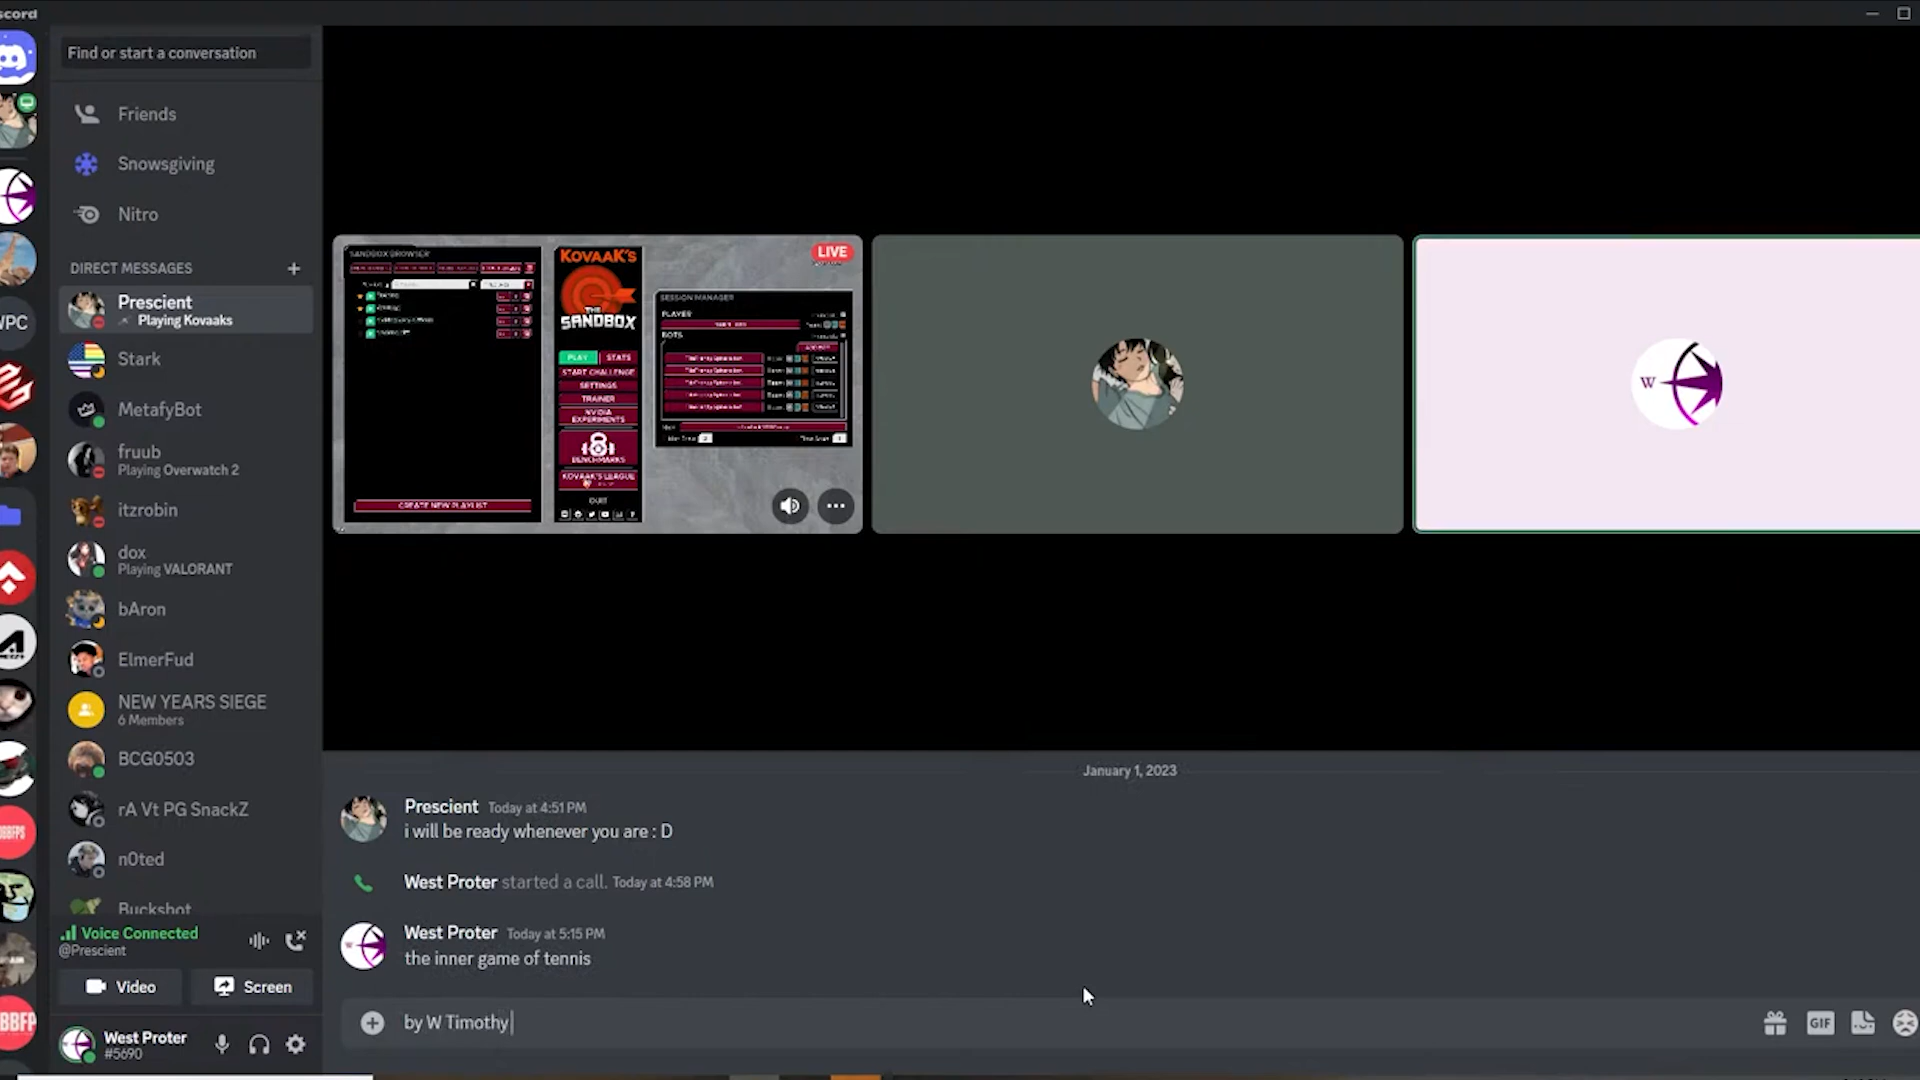 scord
Find or start a conversation
Friends
Snowsgiving
Nitro
DIRECT MESSAGES
Prescient
Playing Kovaaks
Stark
MetafyBot
fruub
Playing Overwatch 2
itzrobin
dox
Playing VALORANT
bAron
ElmerFud
NEW YEARS SIEGE
6 Members
BCG0503
rA Vt PG SnackZ
n0ted
Buckshot
Voice Connected
@Prescient
Video
Screen
West Proter
#5690
SANDBOX BROWSER
CREATE NEW PLAYLIST
KOVAAK'S
THE
SANDBOX
PLAY STATS
START CHALLENGE
SETTINGS
TRAINER
NVIDIA
EXPERIMENTS
BENCHMARKS
KOVAAK'S LEAGUE
QUIT
LIVE
SESSION MANAGER
PLAYER
BOTS
W
January 1, 2023
Prescient Today at 4:51 PM
i will be ready whenever you are : D
West Proter started a call. Today at 4:58 PM
West Proter Today at 5:15 PM
the inner game of tennis
by W Timothy
GIF